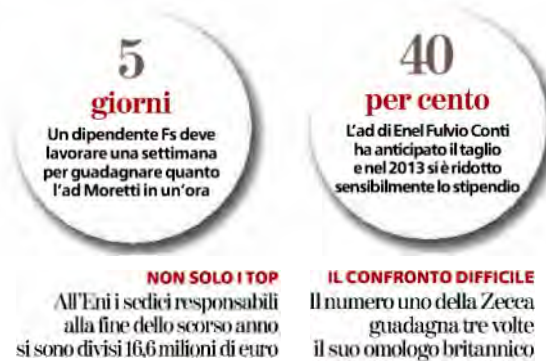 5
giorni
Un dipendente Fs deve
lavorare una settimana
per guadagnare quanto
l'ad Moretti in un'ora
40
per cento
L'ad di Enel Fulvio Conti
ha anticipato il taglio
e nel 2013 si è ridotto
sensibilmente lo stipendio
NON SOLO I TOP
All'Eni i sedici responsabili
alla fine dello scorso anno
si sono divisi 16,6 milioni di euro
IL CONFRONTO DIFFICILE
Il numero uno della Zecca
guadagna tre volte
il suo omologo britannico